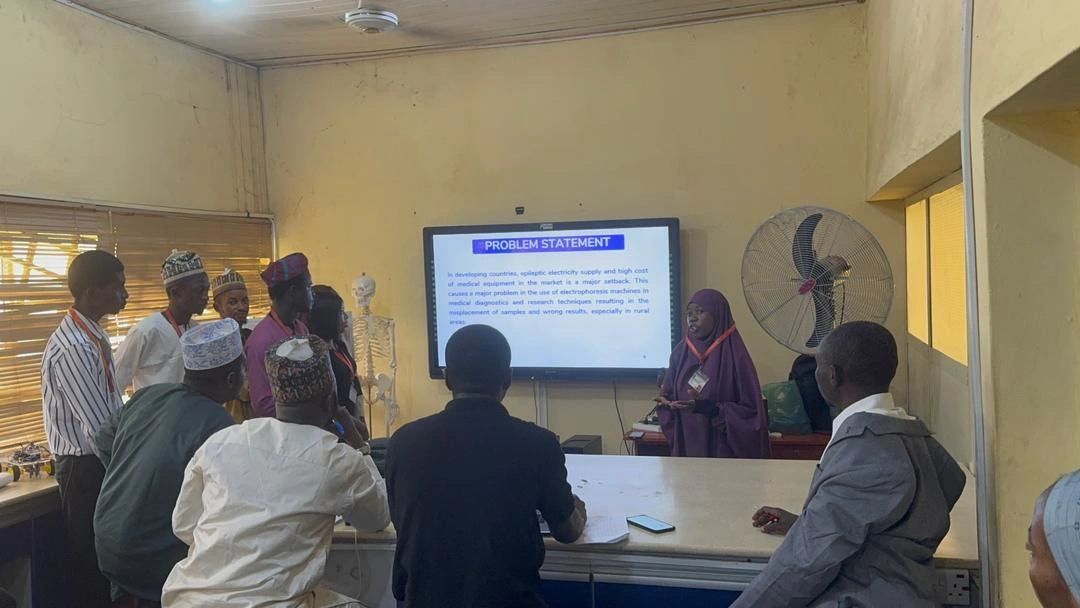 PROBLEM STATEMENT
In developing countries, epileptic electricity supply and high cost
of medical equipment in the market is a major setback. This
causes a major problem in the use of electrophoresis machines in
medical diagnostics and research techniques resulting in the
misplacement of samples and wrong results, especially in rural
areas.